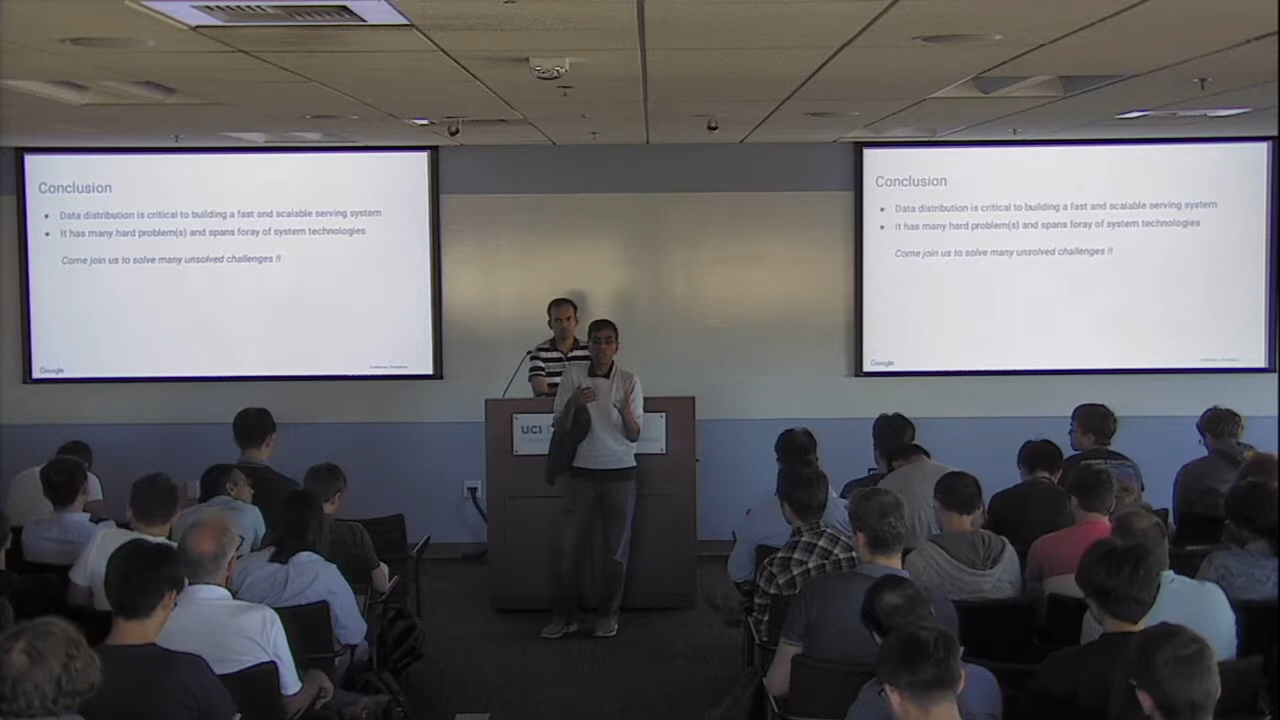 Conclusion
• Data distribution is critical to building a fast and scalable serving system
• It has many hard problem(s) and spans foray of system technologies
Come join us to solve many unsolved challenges !!
Google
Conclusion
• Data distribution is critical to building a fast and scalable serving system
• It has many hard problem(s) and spans foray of system technologies
Come join us to solve many unsolved challenges !!
Google
UCI